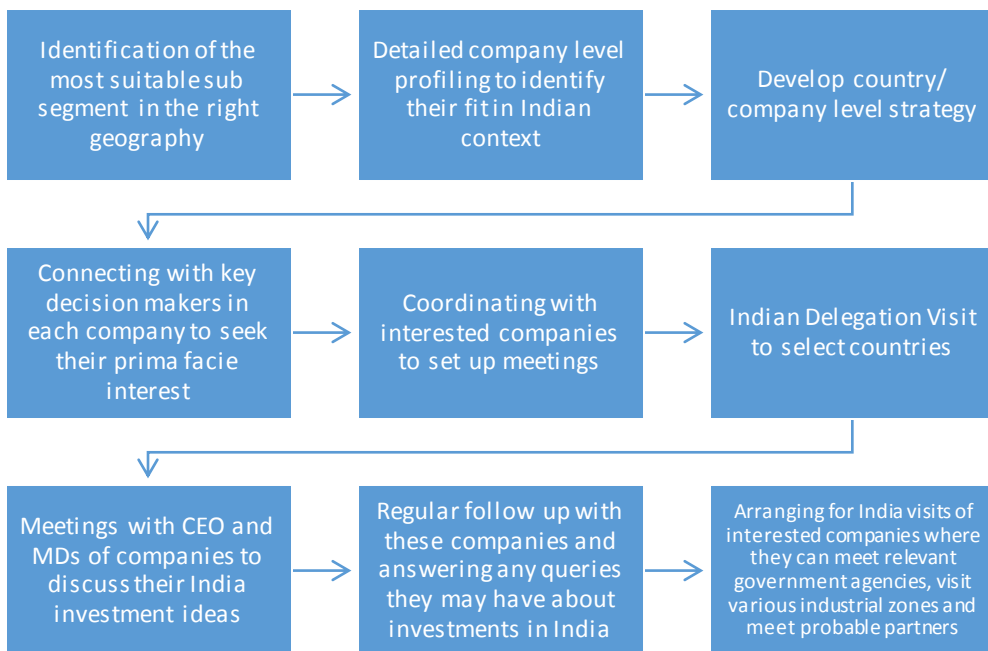 Identification of the
most suitable sub
segment in the right
geography
Detailed company level
profiling to identify
their fit in Indian
context
Develop country/
company level strategy
Connecting with key
decision makers in
each company to seek
their prima facie
interest
Coordinating with
interested companies
to set up meetings
Indian Delegation Visit
to select countries
Meetings with CEO and
MDs of companies to
discuss their India
investment ideas
Regular follow up with
these companies and
answering any queries
they may have about
investments in India
Arranging for India visits of
interested companies where
they can meet relevant
government agencies, visit
various industrial zones and
meet probable partners